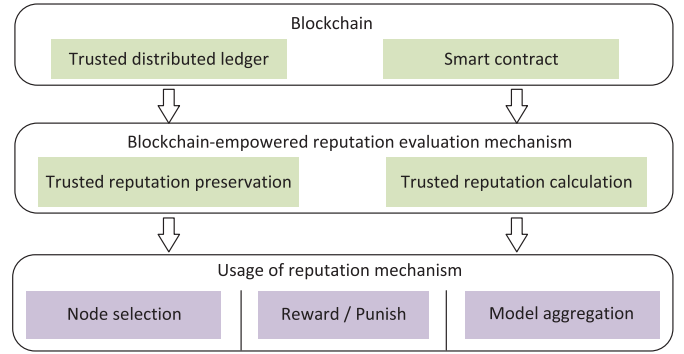 Blockchain
Trusted distributed ledger
Smart contract
Blockchain-empowered reputation evaluation mechanism
Trusted reputation preservation
Trusted reputation calculation
Usage of reputation mechanism
Node selection
Reward / Punish
Model aggregation